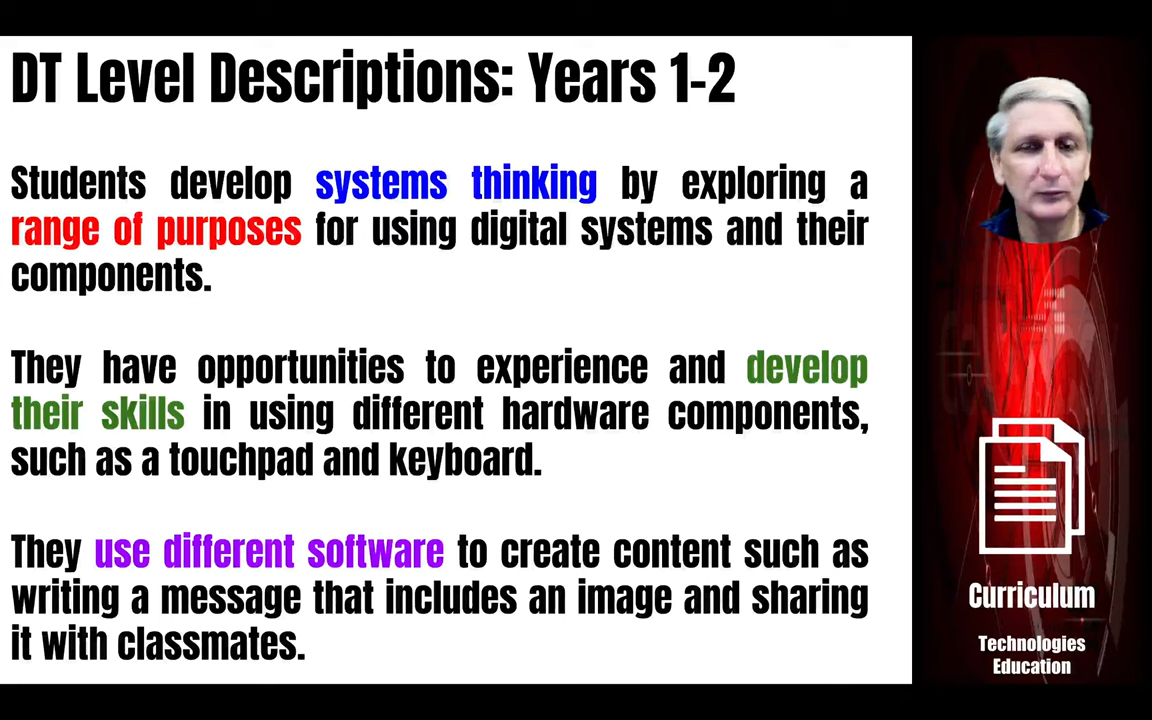 DT Level Descriptions: Years 1-2
Students develop systems thinking by exploring a
range of purposes for using digital systems and their
components.
They have opportunities to experience and develop
their skills in using different hardware components,
such as a touchpad and keyboard.
They use different software to create content such as
writing a message that includes an image and sharing
it with classmates.
Curriculum
Technologies
Education